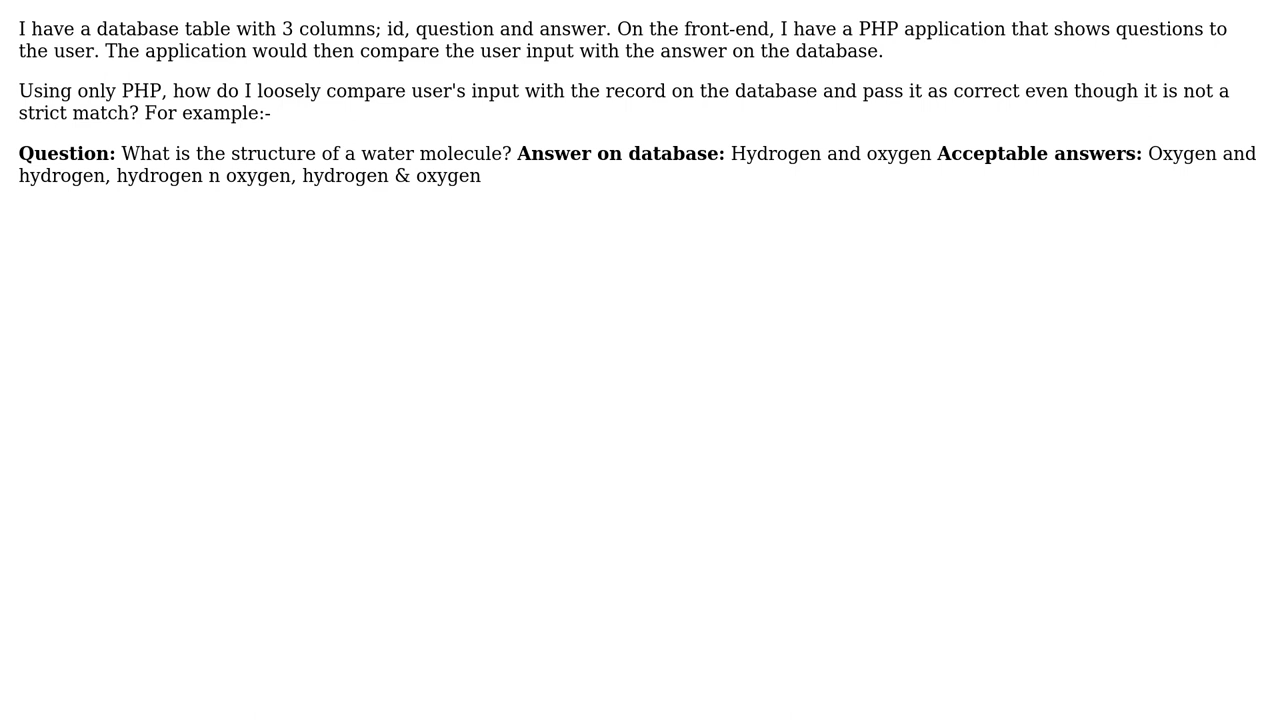 I have a database table with 3 columns; id, question and answer. On the front-end, I have a PHP application that shows questions to
the user. The application would then compare the user input with the answer on the database.
Using only PHP, how do I loosely compare user's input with the record on the database and pass it as correct even though it is not a
strict match? For example:-
Question: What is the structure of a water molecule? Answer on database: Hydrogen and oxygen Acceptable answers: Oxygen and
hydrogen, hydrogen n oxygen, hydrogen & oxygen